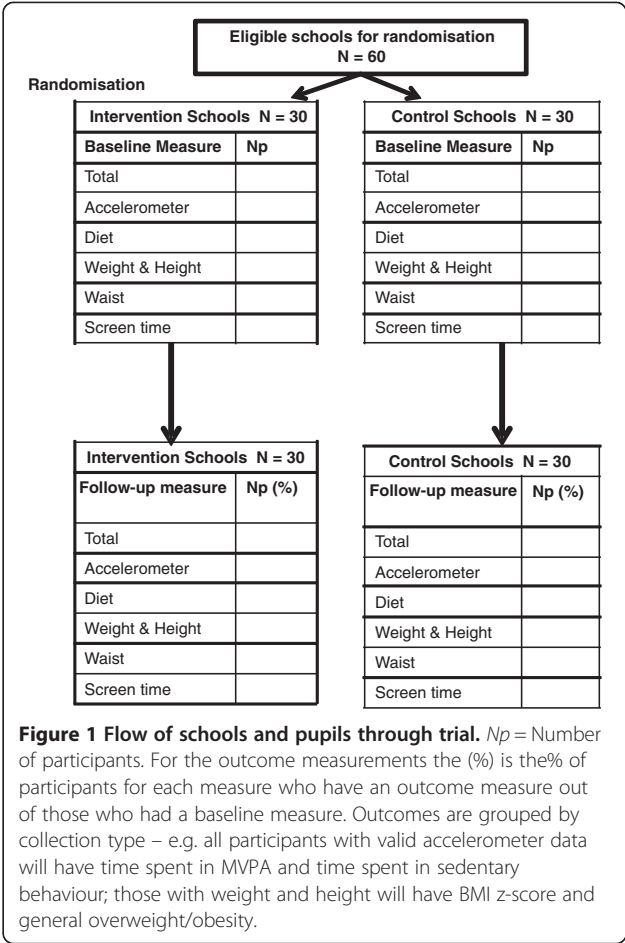 Eligible schools for randomisation
N = 60
Randomisation
Intervention Schools N = 30
Baseline Measure Np
Total
Accelerometer
Diet
Weight & Height
Waist
Screen time
Control Schools N = 30
Baseline Measure Np
Total
Accelerometer
Diet
Weight & Height
Waist
Screen time
Intervention Schools N = 30
Follow-up measure Np (%)
Total
Accelerometer
Diet
Weight & Height
Waist
Screen time
Control Schools N = 30
Follow-up measure Np (%)
Total
Accelerometer
Diet
Weight & Height
Waist
Screen time
Figure 1 Flow of schools and pupils through trial. Np = Number
of participants. For the outcome measurements the (%) is the% of
participants for each measure who have an outcome measure out
of those who had a baseline measure. Outcomes are grouped by
collection type – e.g. all participants with valid accelerometer data
will have time spent in MVPA and time spent in sedentary
behaviour; those with weight and height will have BMI z-score and
general overweight/obesity.